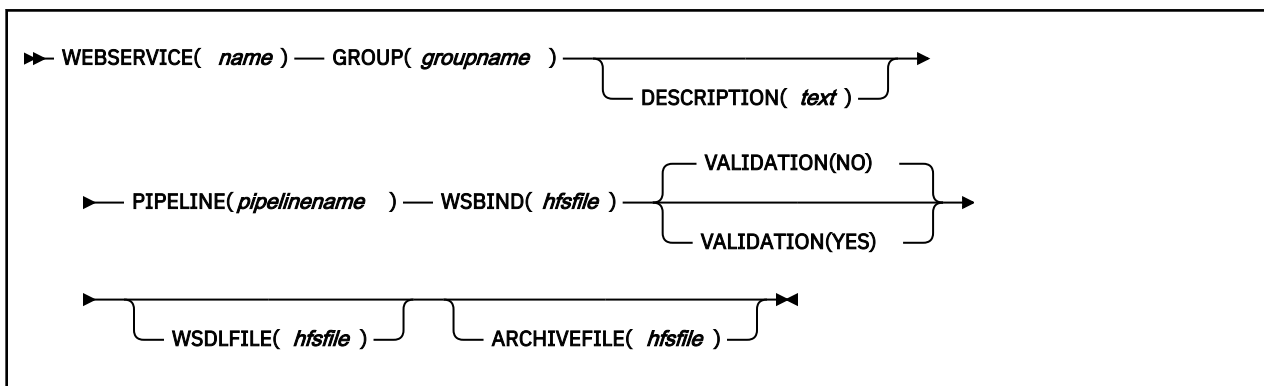 WEBSERVICE( name ) GROUP( groupname )
DESCRIPTION( text )
VALIDATION(NO)
PIPELINE( pipelinename ) WSBIND( hfsfile )
VALIDATION(YES)
WSDLFILE( hfsfile ) ARCHIVEFILE( hfsfile )